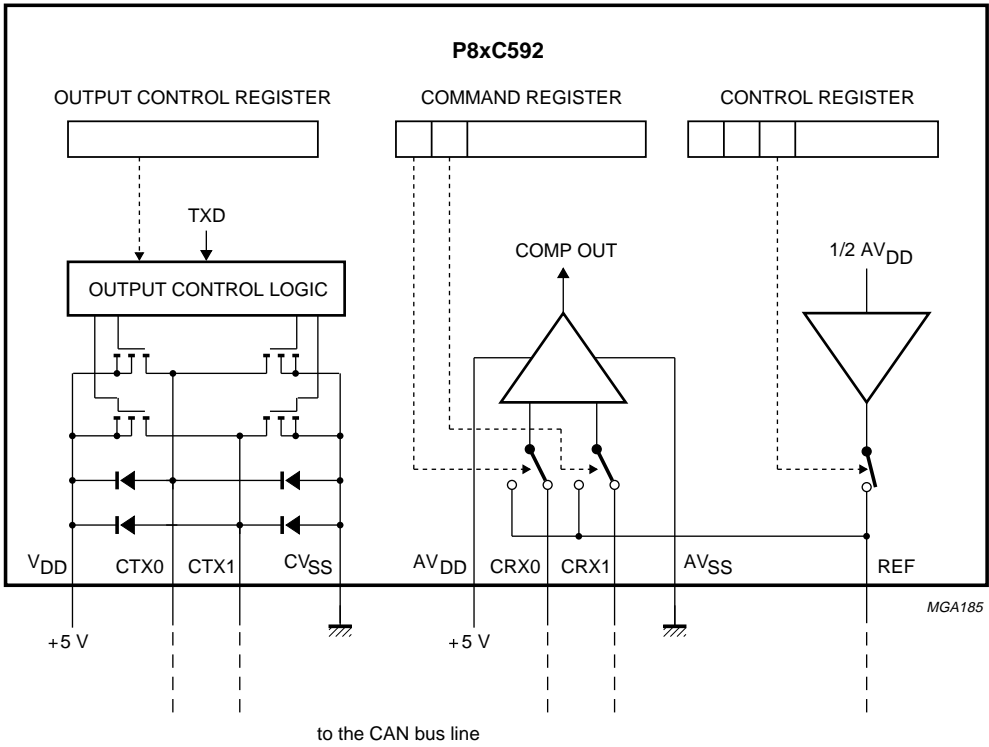 P8xC592
OUTPUT CONTROL REGISTER
COMMAND REGISTER
CONTROL REGISTER
TXD
COMP OUT
1/2 AVDD
OUTPUT CONTROL LOGIC
VDD
CTX0
CTX1
CVSS
AVDD
CRX0
CRX1
AVSS
REF
MGA185
+5 V
+5 V
to the CAN bus line